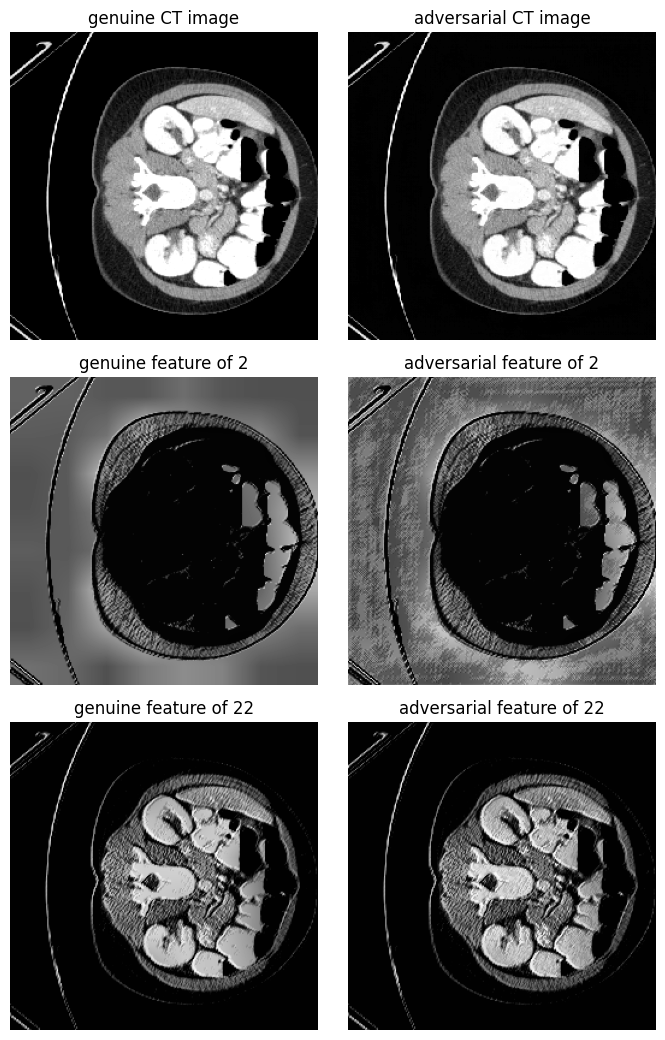 genuine CT image
adversarial CT image
genuine feature of 2
adversarial feature of 2
genuine feature of 22
adversarial feature of 22